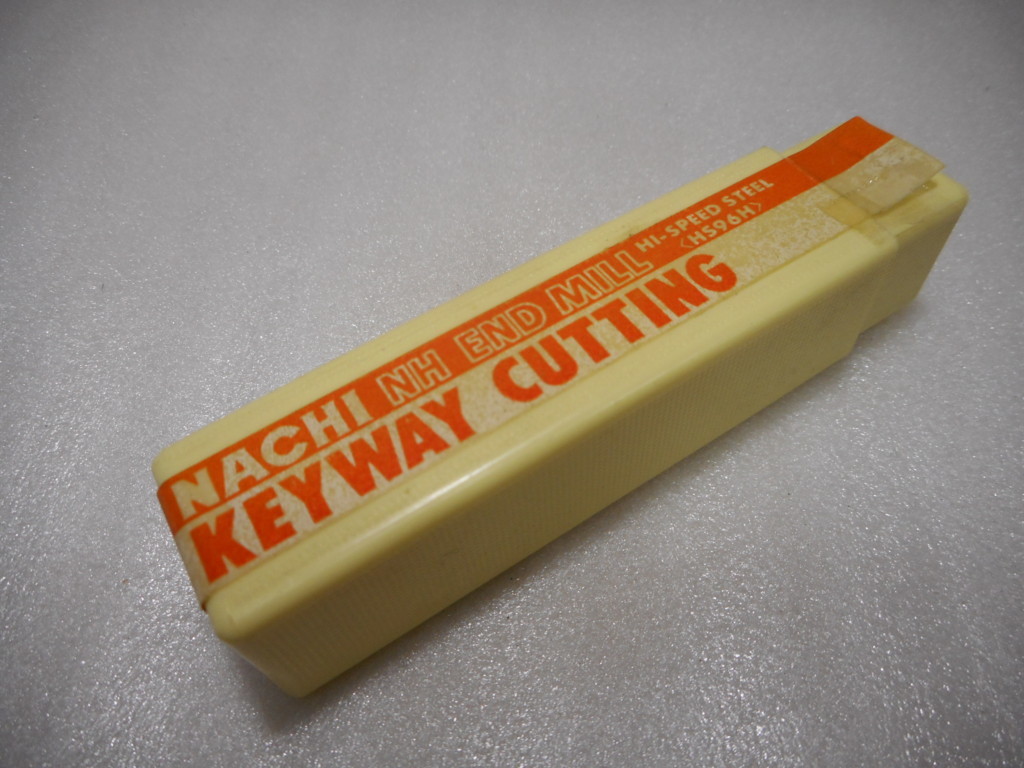 NACHI NH END MILL HI-SPEED STEEL
<HS96H>
KEYWAY CUTTING